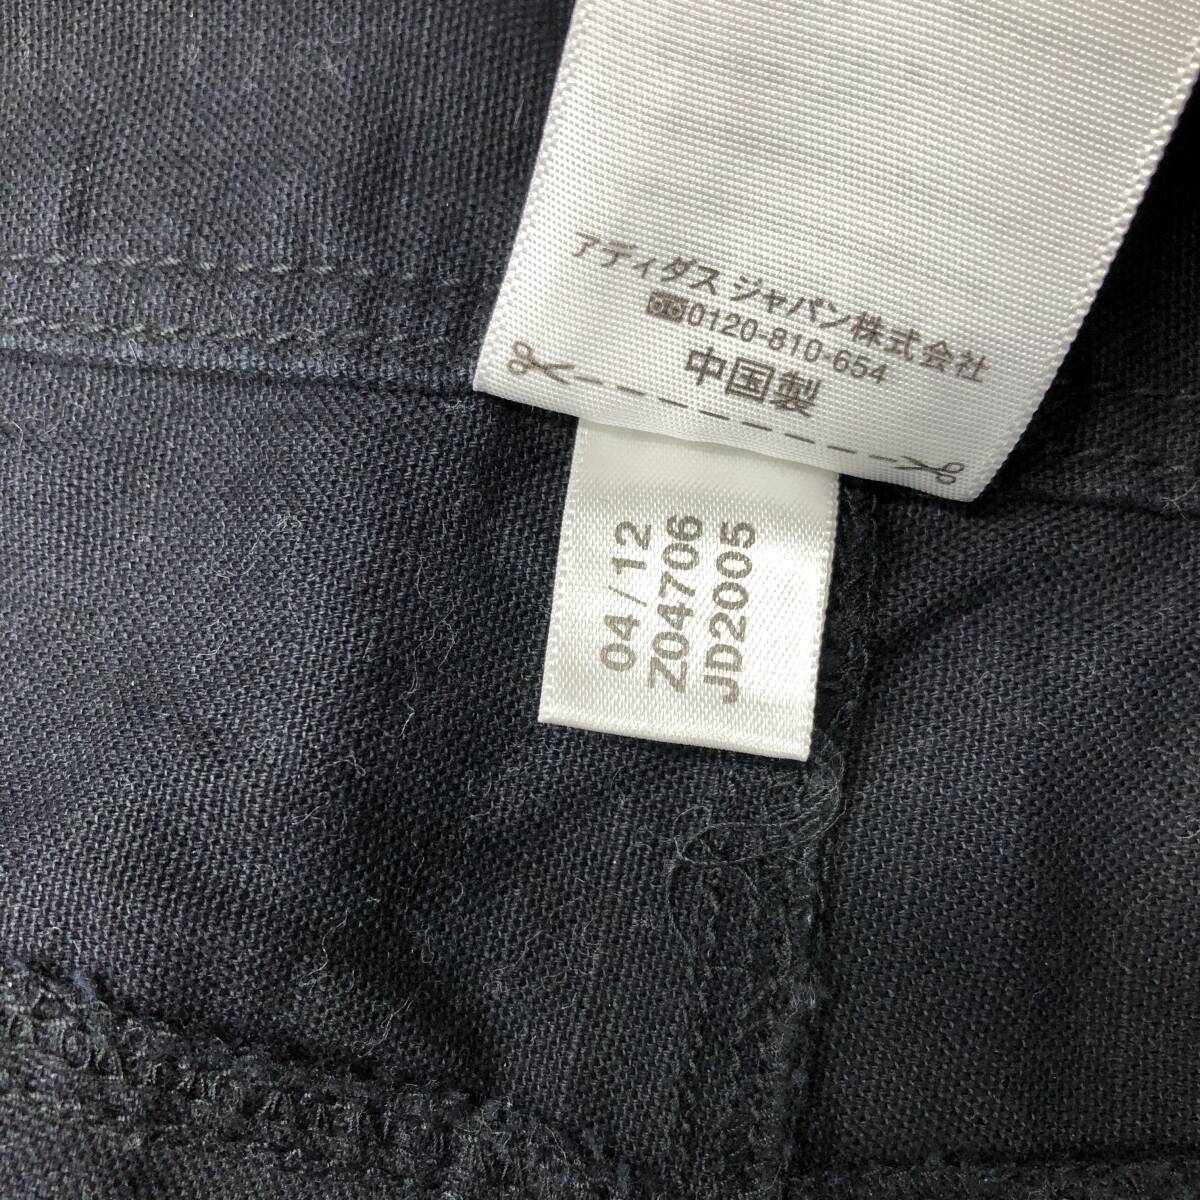 アディダス ジャパン株式会社
0120-810-654
中国製
04/12
Z04706
JD2005